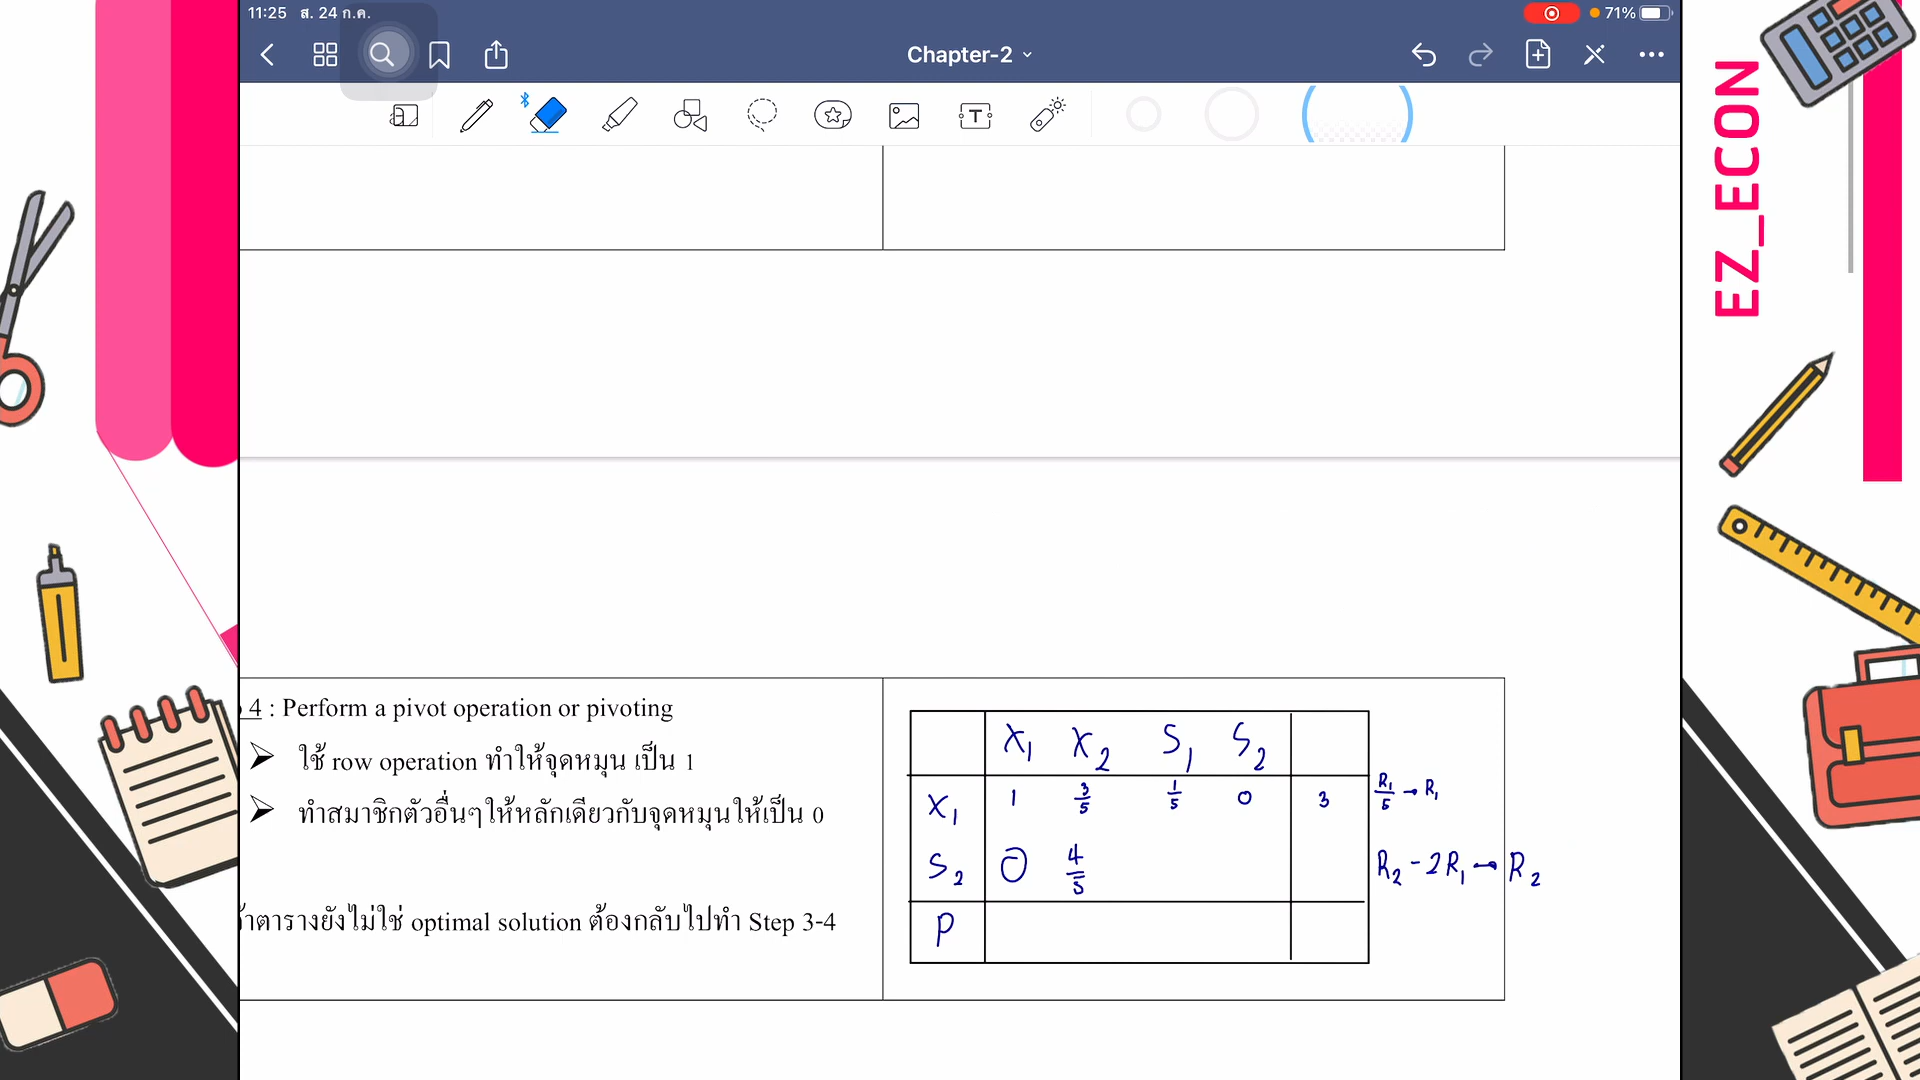 11:25 ส. 24 ก.ค.
71%
Chapter-2
EZ_ECON
4 : Perform a pivot operation or pivoting
➢ ใช้ row operation ทำให้จุดหมุน เป็น 1
➢ ทำสมาชิกตัวอื่นๆให้หลักเดียวกับจุดหมุนให้เป็น 0
ตารางยังไม่ใช่ optimal solution ต้องกลับไปทำ Step 3-4
X₁ X₂ S₁ S₂
X₁ 1 3/5 1/5 0 3 R₁/5 → R₁
S₂ 0 4/5 R₂ - 2R₁ → R₂
P